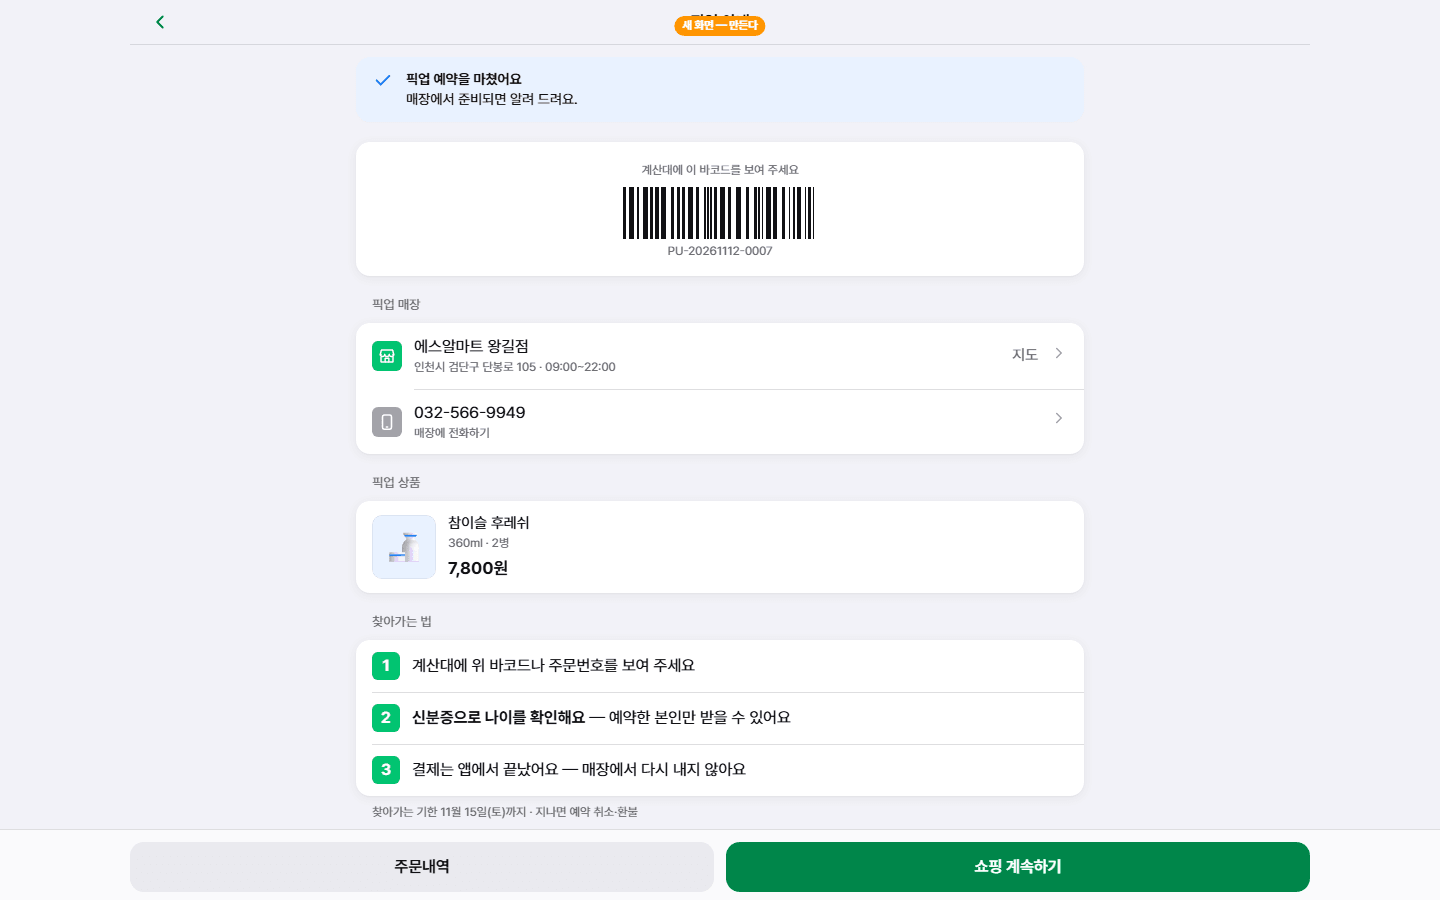 새 화면 — 만든다
픽업 예약을 마쳤어요
매장에서 준비되면 알려 드려요.
계산대에 이 바코드를 보여 주세요
PU-20261112-0007
픽업 매장
에스알마트 왕길점
인천시 검단구 단봉로 105 · 09:00~22:00
지도
032-566-9949
매장에 전화하기
픽업 상품
참이슬 후레쉬
360ml · 2병
7,800원
찾아가는 법
1 계산대에 위 바코드나 주문번호를 보여 주세요
2 신분증으로 나이를 확인해요 — 예약한 본인만 받을 수 있어요
3 결제는 앱에서 끝났어요 — 매장에서 다시 내지 않아요
찾아가는 기한 11월 15일(토)까지 · 지나면 예약 취소·환불
주문내역
쇼핑 계속하기